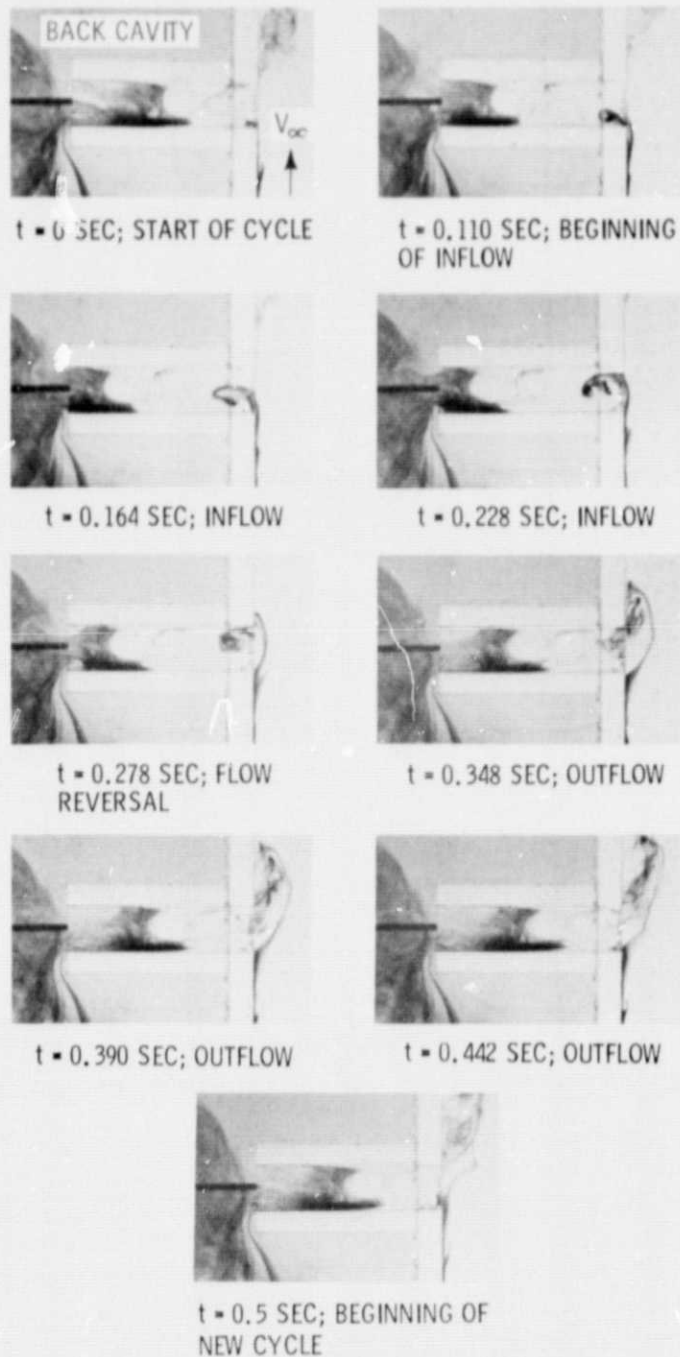 BACK CAVITY
V∞
t = 0 SEC; START OF CYCLE
t = 0.110 SEC; BEGINNING
OF INFLOW
t = 0.164 SEC; INFLOW
t = 0.228 SEC; INFLOW
t = 0.278 SEC; FLOW
REVERSAL
t = 0.348 SEC; OUTFLOW
t = 0.390 SEC; OUTFLOW
t = 0.442 SEC; OUTFLOW
t = 0.5 SEC; BEGINNING OF
NEW CYCLE